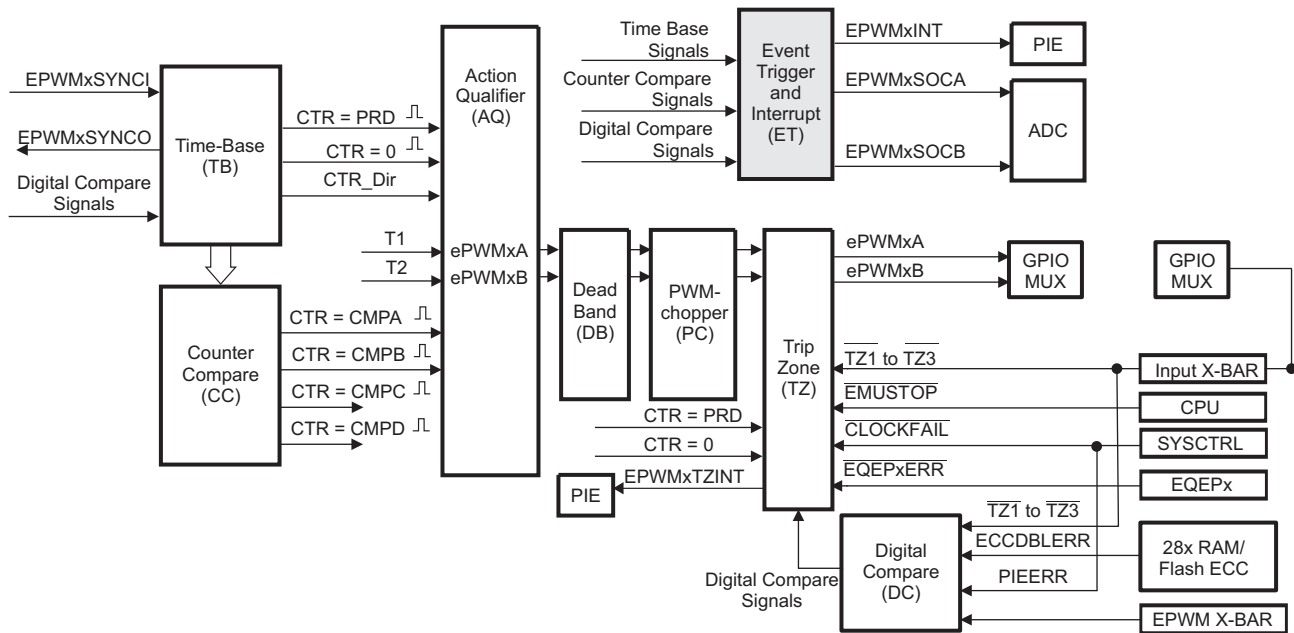 EPWMxSYNCI
EPWMxSYNCO
Digital Compare
Signals
Time-Base
(TB)
CTR = PRD
CTR = 0
CTR_Dir
T1
T2
Counter
Compare
(CC)
CTR = CMPA
CTR = CMPB
CTR = CMPC
CTR = CMPD
Action
Qualifier
(AQ)
ePWMxA
ePWMxB
Time Base
Signals
Counter Compare
Signals
Digital Compare
Signals
Event
Trigger
and
Interrupt
(ET)
EPWMxINT
EPWMxSOCA
EPWMxSOCB
PIE
ADC
Dead
Band
(DB)
PWM-
chopper
(PC)
Trip
Zone
(TZ)
ePWMxA
ePWMxB
GPIO
MUX
GPIO
MUX
TZ1 to TZ3
Input X-BAR
EMUSTOP
CPU
CLOCKFAIL
SYSCTRL
EQEPxERR
EQEPx
CTR = PRD
CTR = 0
EPWMxTZINT
PIE
Digital Compare
Signals
Digital
Compare
(DC)
TZ1 to TZ3
ECCDBLERR
28x RAM/
Flash ECC
PIEERR
EPWM X-BAR